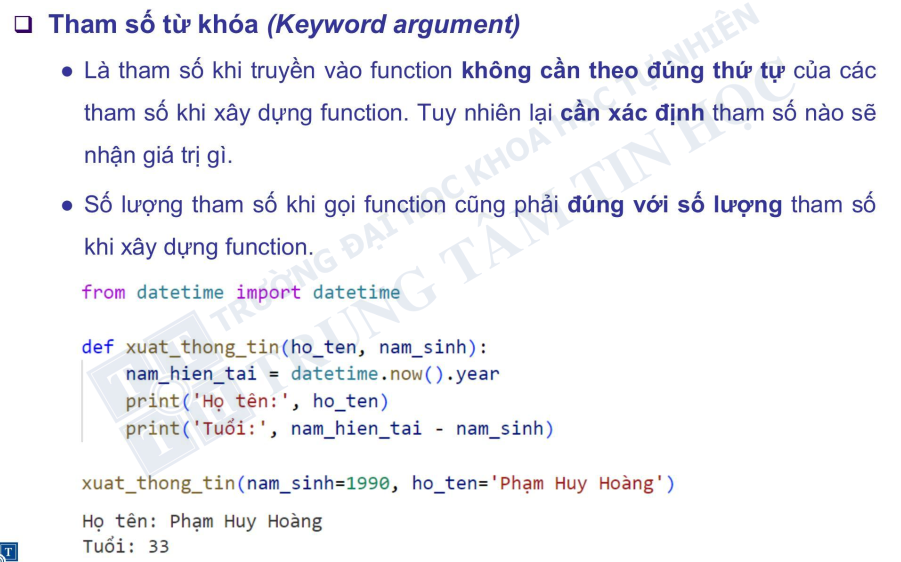 Tham số từ khóa (Keyword argument)
Là tham số khi truyền vào function không cần theo đúng thứ tự của các
tham số khi xây dựng function. Tuy nhiên lại cần xác định tham số nào sẽ
nhận giá trị gì.
Số lượng tham số khi gọi function cũng phải đúng với số lượng tham số
khi xây dựng function.
from datetime import datetime
def xuat_thong_tin(ho_ten, nam_sinh):
    nam_hien_tai = datetime.now().year
    print('Họ tên:', ho_ten)
    print('Tuổi:', nam_hien_tai - nam_sinh)
xuat_thong_tin(nam_sinh=1990, ho_ten='Phạm Huy Hoàng')
Họ tên: Phạm Huy Hoàng
Tuổi: 33
TRƯỜNG ĐẠI HỌC KHOA HỌC TỰ NHIÊN
TRUNG TÂM TIN HỌC
T